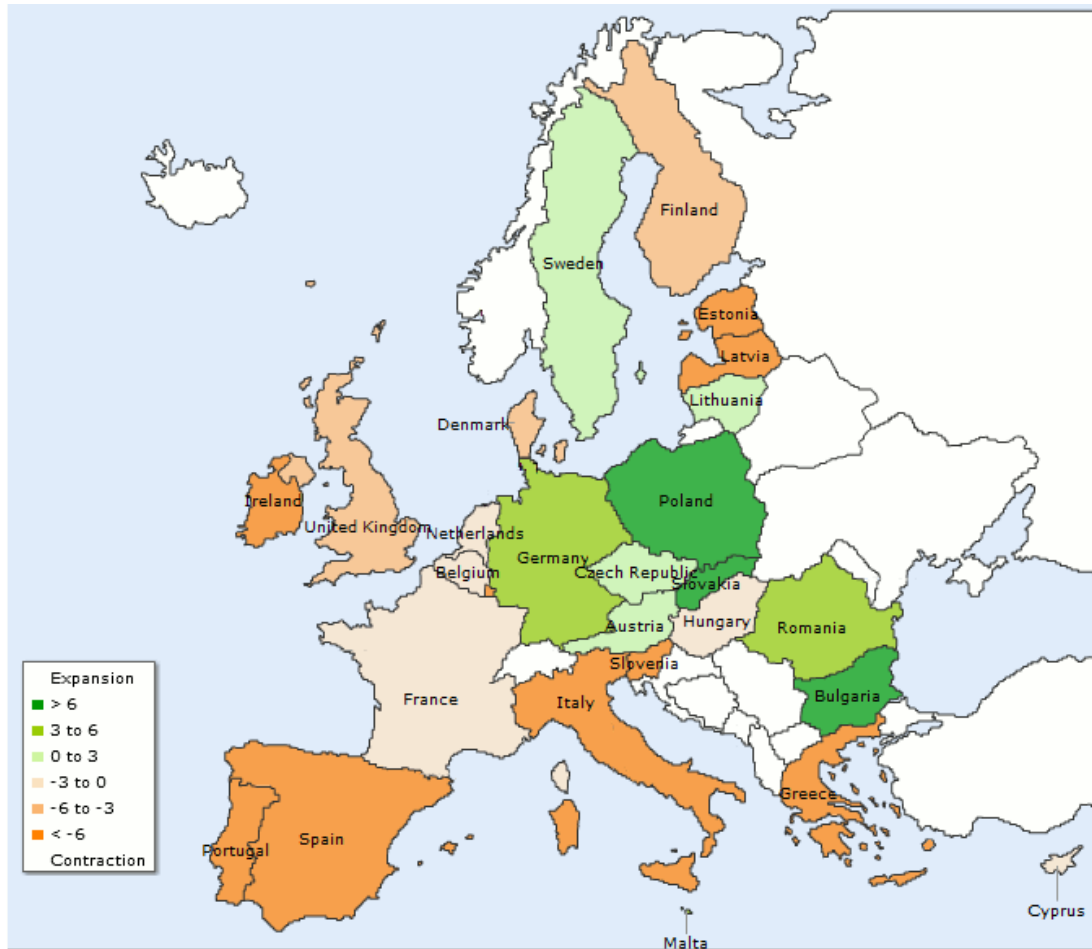 Finland
Sweden
Estonia
Latvia
Lithuania
Denmark
Poland
Ireland
United Kingdom
Netherlands
Germany
Belgium
Czech Republic
Slovakia
Austria
Hungary
Romania
Slovenia
Bulgaria
France
Italy
Greece
Portugal
Spain
Cyprus
Malta
Expansion
> 6
3 to 6
0 to 3
-3 to 0
-6 to -3
< -6
Contraction